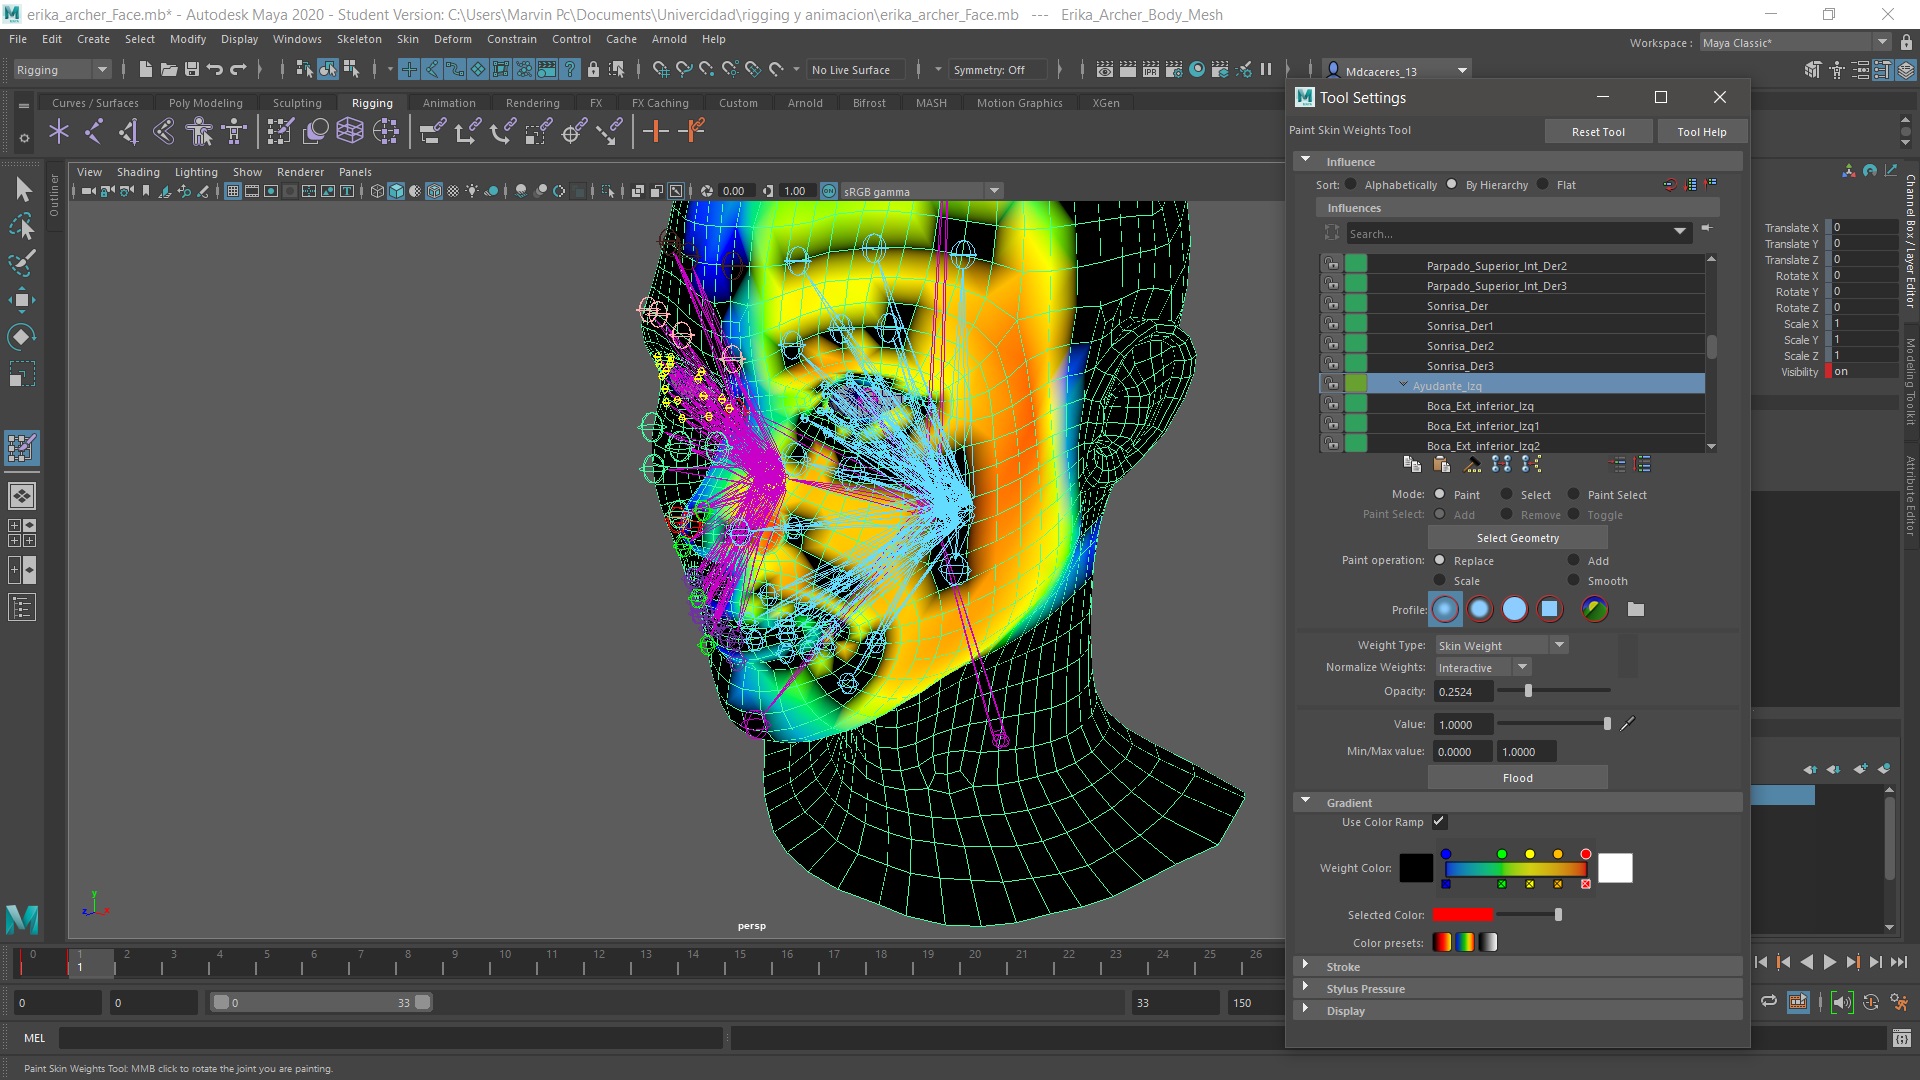 erika_archer_Face.mb* - Autodesk Maya 2020 - Student Version: C:\Users\Marvin Pc\Documents\Univercidad\rigging y animacion\erika_archer_Face.mb --- Erika_Archer_Body_Mesh
File Edit Create Select Modify Display Windows Skeleton Skin Deform Constrain Control Cache Arnold Help
Workspace : Maya Classic*
Rigging No Live Surface Symmetry: Off Mdcaceres_13
Curves / Surfaces Poly Modeling Sculpting Rigging Animation Rendering FX FX Caching Custom Arnold Bifrost MASH Motion Graphics XGen
Tool Settings
Paint Skin Weights Tool Reset Tool Tool Help
View Shading Lighting Show Renderer Panels
0.00 1.00 ON sRGB gamma
Outliner
Influence
Sort: Alphabetically By Hierarchy Flat
Influences
Search...
Parpado_Superior_Int_Der2
Parpado_Superior_Int_Der3
Sonrisa_Der
Sonrisa_Der1
Sonrisa_Der2
Sonrisa_Der3
Ayudante_Izq
Boca_Ext_inferior_Izq
Boca_Ext_inferior_Izq1
Boca_Ext_inferior_Izq2
Mode: Paint Select Paint Select
Paint Select: Add Remove Toggle
Select Geometry
Paint operation: Replace Add
Scale Smooth
Profile:
Weight Type: Skin Weight
Normalize Weights: Interactive
Opacity: 0.2524
Value: 1.0000
Min/Max value: 0.0000 1.0000
Flood
Gradient
Use Color Ramp
Weight Color:
Selected Color:
Color presets:
Stroke
Stylus Pressure
Display
Translate X 0
Translate Y 0
Translate Z 0
Rotate X 0
Rotate Y 0
Rotate Z 0
Scale X 1
Scale Y 1
Scale Z 1
Visibility on
Channel Box / Layer Editor
Modeling Toolkit
Attribute Editor
y
z x
persp
0 1 2 3 4 5 6 7 8 9 10 11 12 13 14 15 16 17 18 19 20 21 22 23 24 25 26
1
0 0 0 33 33 150
MEL
Paint Skin Weights Tool: MMB click to rotate the joint you are painting.